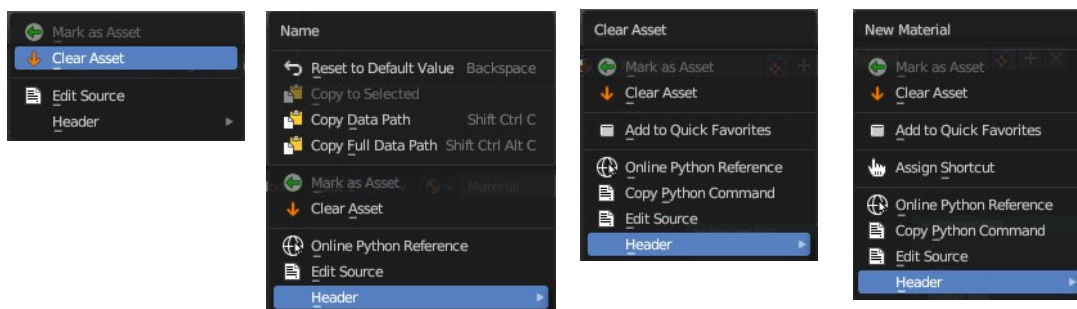 Mark as Asset
Clear Asset
Edit Source
Header
Name
Reset to Default Value Backspace
Copy to Selected
Copy Data Path Shift Ctrl C
Copy Full Data Path Shift Ctrl Alt C
Mark as Asset
Material
Clear Asset
Online Python Reference
Edit Source
Header
Clear Asset
Mark as Asset
Clear Asset
Add to Quick Favorites
Online Python Reference
Copy Python Command
Edit Source
Header
New Material
Mark as Asset
Clear Asset
Add to Quick Favorites
Assign Shortcut
Online Python Reference
Copy Python Command
Edit Source
Header